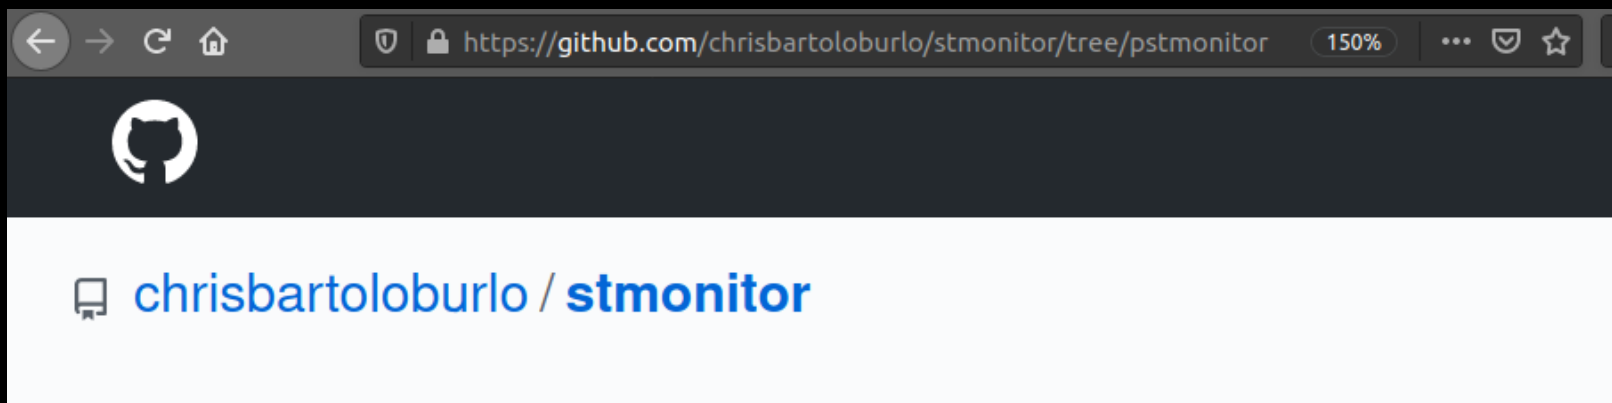 https://github.com/chrisbartoloburlo/stmonitor/tree/pstmonitor 150%
chrisbartoloburlo / stmonitor